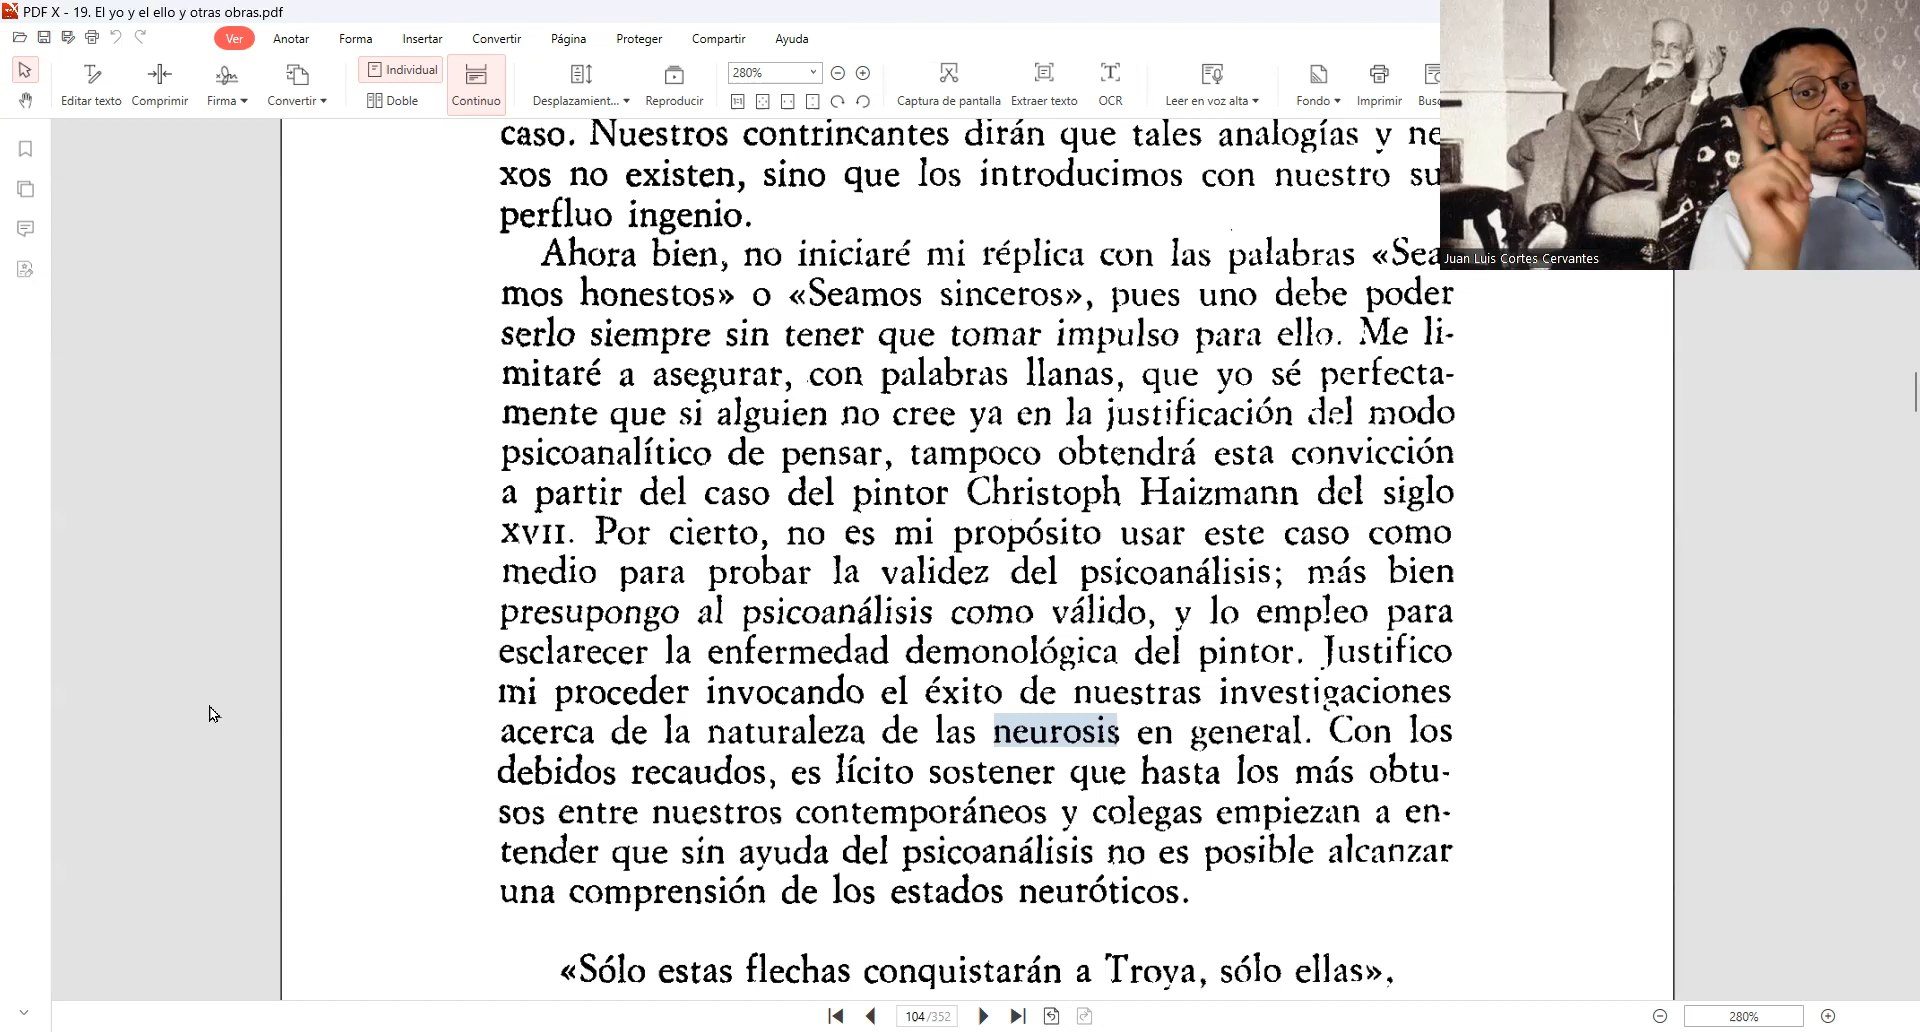 PDF X - 19. El yo y el ello y otras obras.pdf
Ver Anotar Forma Insertar Convertir Página Proteger Compartir Ayuda
Individual
280%
Editar texto Comprimir Firma Convertir Doble Continuo Desplazamient... Reproducir Captura de pantalla Extraer texto OCR Leer en voz alta Fondo Imprimir Busc
caso. Nuestros contrincantes dirán que tales analogías y ne
xos no existen, sino que los introducimos con nuestro su
perfluo ingenio.
Ahora bien, no iniciaré mi réplica con las palabras «Sea
Juan Luis Cortes Cervantes
mos honestos» o «Seamos sinceros», pues uno debe poder
serlo siempre sin tener que tomar impulso para ello. Me li-
mitaré a asegurar, con palabras llanas, que yo sé perfecta-
mente que si alguien no cree ya en la justificación del modo
psicoanalítico de pensar, tampoco obtendrá esta convicción
a partir del caso del pintor Christoph Haizmann del siglo
XVII. Por cierto, no es mi propósito usar este caso como
medio para probar la validez del psicoanálisis; más bien
presupongo al psicoanálisis como válido, y lo empleo para
esclarecer la enfermedad demonológica del pintor. Justifico
mi proceder invocando el éxito de nuestras investigaciones
acerca de la naturaleza de las neurosis en general. Con los
debidos recaudos, es lícito sostener que hasta los más obtu-
sos entre nuestros contemporáneos y colegas empiezan a en-
tender que sin ayuda del psicoanálisis no es posible alcanzar
una comprensión de los estados neuróticos.
«Sólo estas flechas conquistarán a Troya, sólo ellas»,
104/352
280%